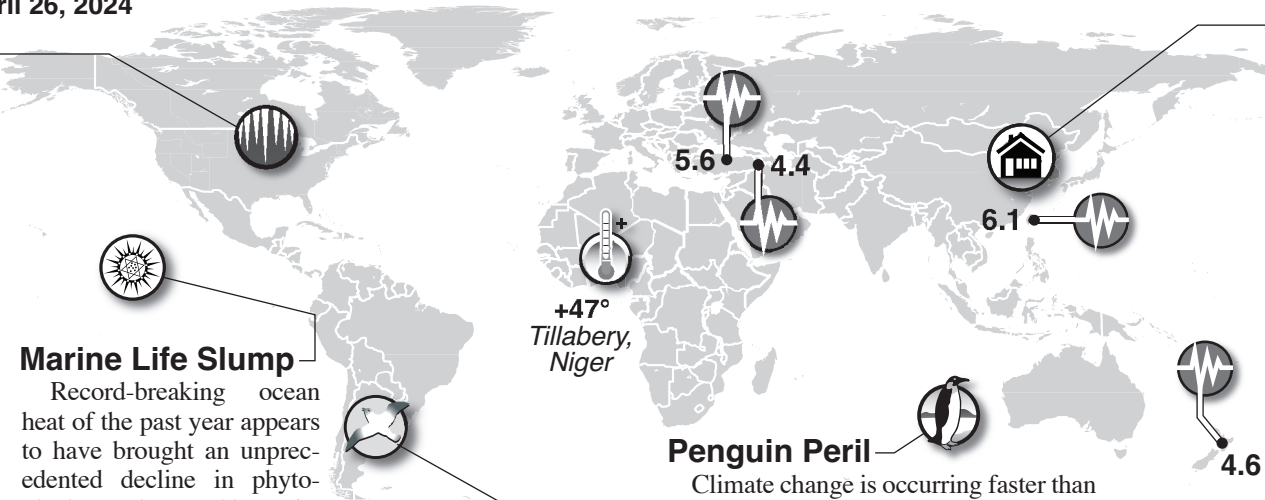 ril 26, 2024
5.6
4.4
6.1
+
+47°
Tillabery,
Niger
Marine Life Slump
Record-breaking ocean
heat of the past year appears
to have brought an unprec-
edented decline in phyto-
4.6
Penguin Peril
Climate change is occurring faster than